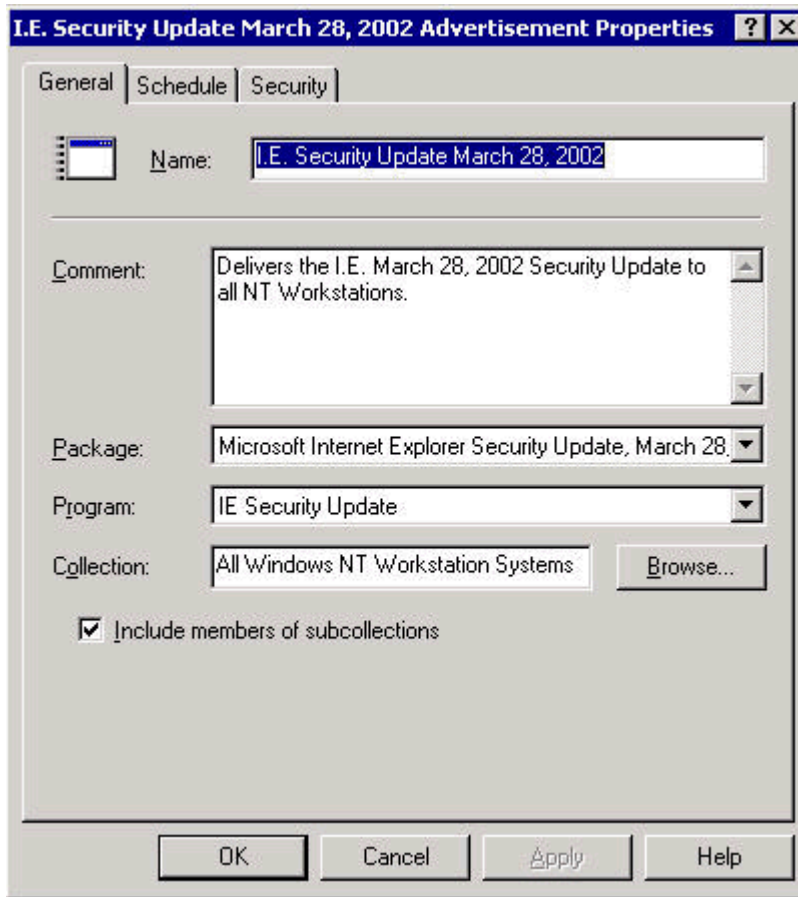 I.E. Security Update March 28, 2002 Advertisement Properties
General Schedule Security
Name: I.E. Security Update March 28, 2002
Comment: Delivers the I.E. March 28, 2002 Security Update to
all NT Workstations.
Package: Microsoft Internet Explorer Security Update, March 28,
Program: IE Security Update
Collection: All Windows NT Workstation Systems Browse...
Include members of subcollections
OK Cancel Apply Help